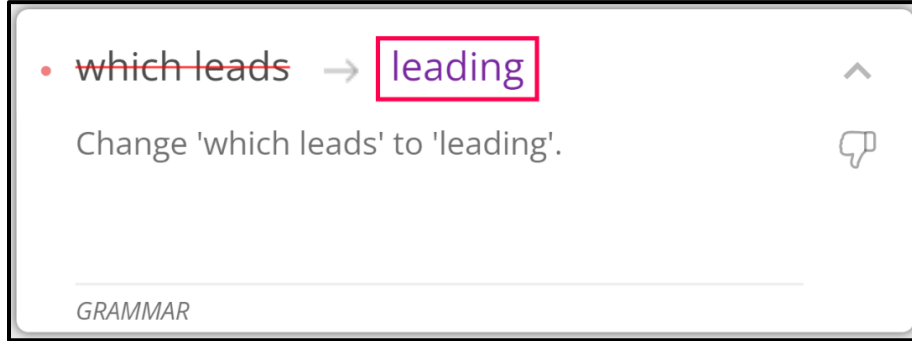 which leads → leading
Change 'which leads' to 'leading'.
GRAMMAR